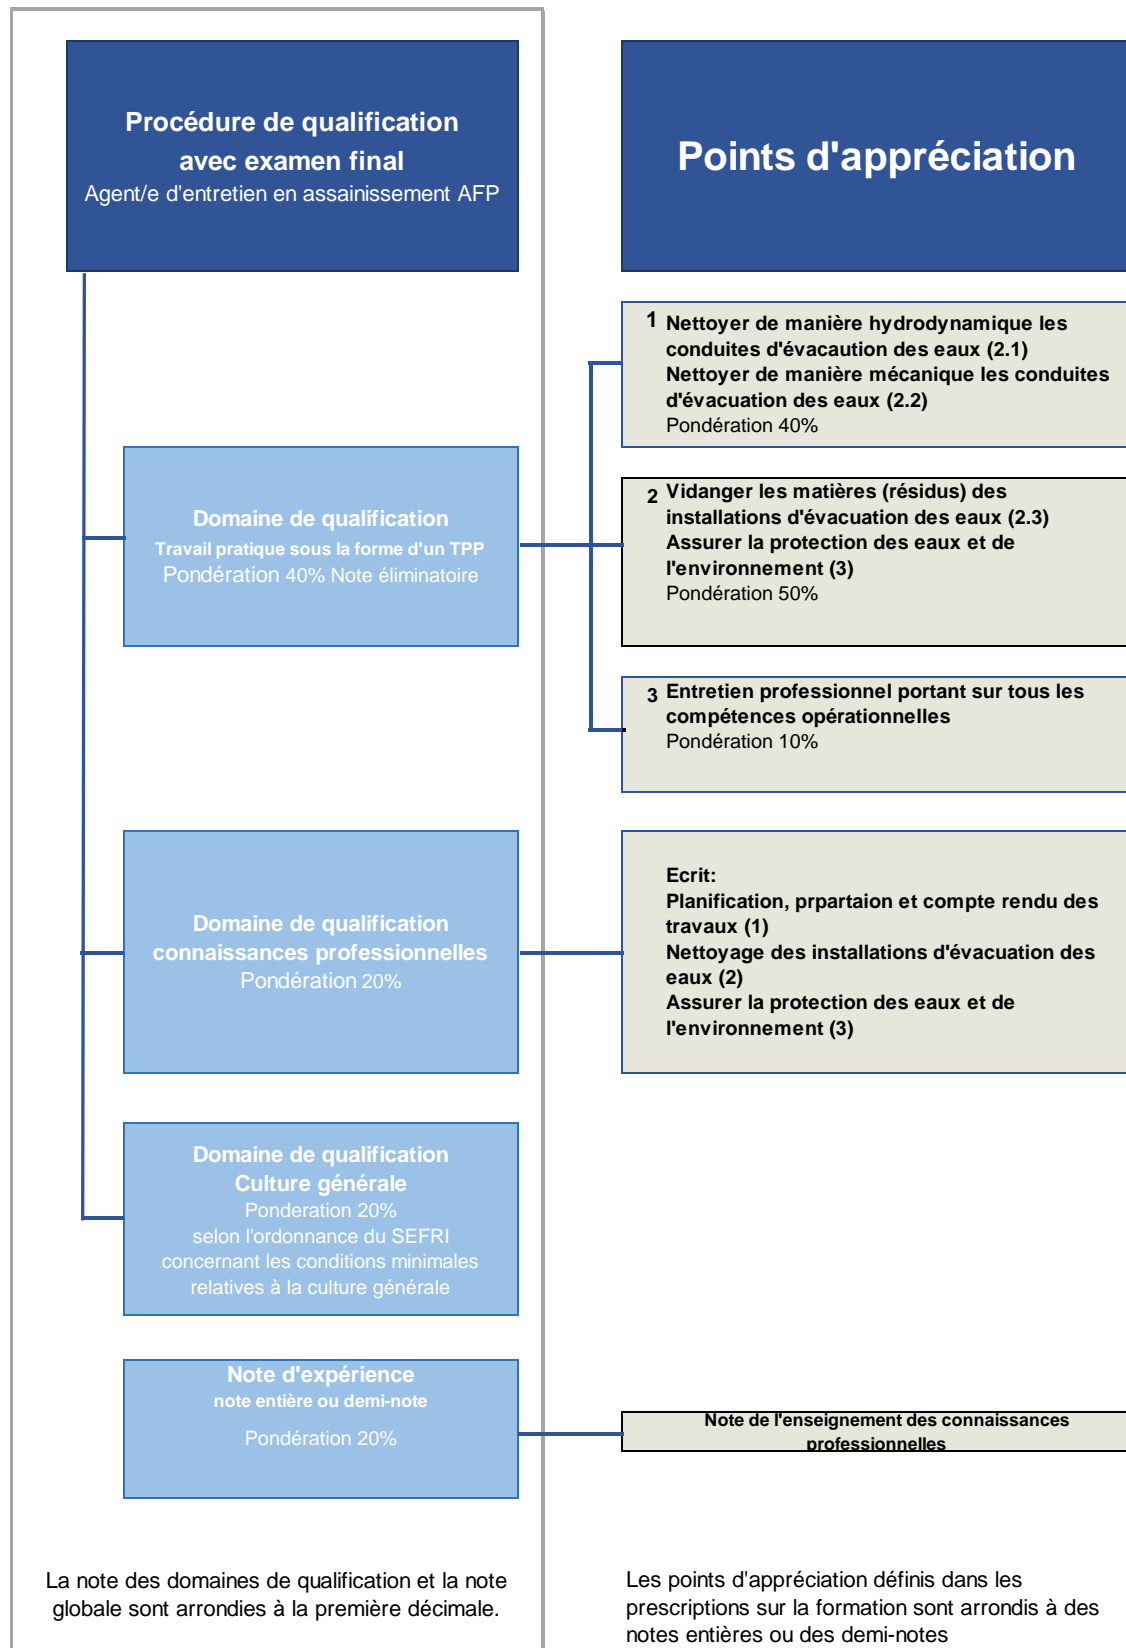 Procédure de qualification
avec examen final
Agent/e d'entretien en assainissement AFP
Points d'appréciation
1 Nettoyer de manière hydrodynamique les
conduites d'évacaution des eaux (2.1)
Nettoyer de manière mécanique les conduites
d'évacuation des eaux (2.2)
Pondération 40%
Domaine de qualification
Travail pratique sous la forme d'un TPP
Pondération 40% Note éliminatoire
2 Vidanger les matières (résidus) des
installations d'évacuation des eaux (2.3)
Assurer la protection des eaux et de
l'environnement (3)
Pondération 50%
3 Entretien professionnel portant sur tous les
compétences opérationnelles
Pondération 10%
Domaine de qualification
connaissances professionnelles
Pondération 20%
Ecrit:
Planification, prpartaion et compte rendu des
travaux (1)
Nettoyage des installations d'évacuation des
eaux (2)
Assurer la protection des eaux et de
l'environnement (3)
Domaine de qualification
Culture générale
Ponderation 20%
selon l'ordonnance du SEFRI
concernant les conditions minimales
relatives à la culture générale
Note d'expérience
note entière ou demi-note
Pondération 20%
Note de l'enseignement des connaissances
professionnelles
La note des domaines de qualification et la note
globale sont arrondies à la première décimale.
Les points d'appréciation définis dans les
prescriptions sur la formation sont arrondis à des
notes entières ou des demi-notes